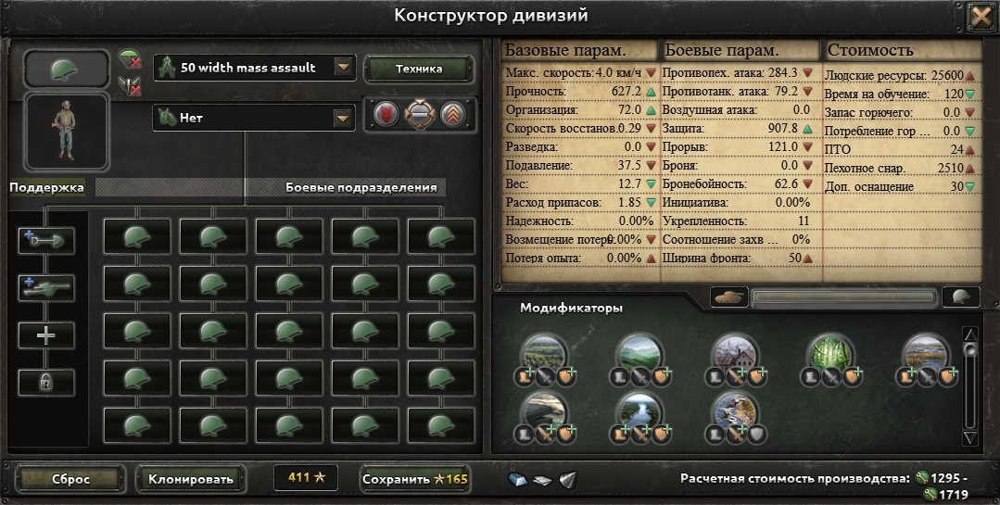 Конструктор дивизий
50 width mass assault
Техника
Нет
Поддержка
Боевые подразделения
Базовые парам.
Макс. скорость: 4.0 км/ч
Прочность: 627.2
Организация: 72.0
Скорость восстанов. 0.29
Разведка: 0.0
Подавление: 37.5
Вес: 12.7
Расход припасов: 1.85
Надежность: 0.00%
Возмещение потерь 0.00%
Потеря опыта: 0.00%
Боевые парам.
Противопех. атака: 284.3
Противотанк. атака: 79.2
Воздушная атака: 0.0
Защита: 907.8
Прорыв: 121.0
Броня: 0.0
Бронебойность: 62.6
Инициатива: 0.00%
Укрепленность: 11
Соотношение захв ... 0%
Ширина фронта: 50
Стоимость
Людские ресурсы: 25600
Время на обучение: 120
Запас горючего: 0.0
Потребление гор ... 0.0
ПТО 24
Пехотное снар. 2510
Доп. оснащение 30
Модификаторы
Сброс
Клонировать
411
Сохранить 165
Расчетная стоимость производства: 1295 -
1719